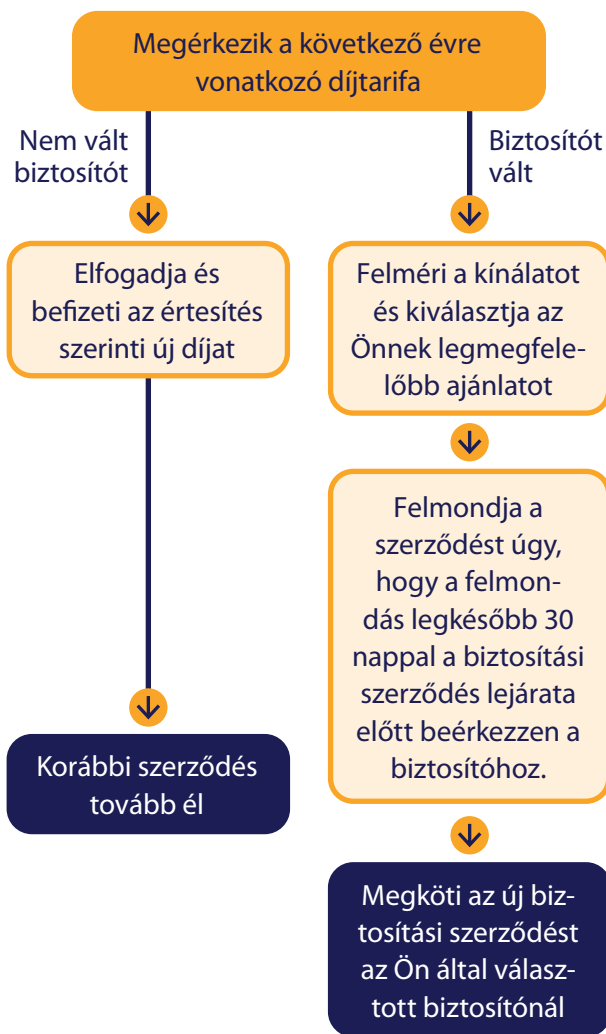 Megérkezik a következő évre
vonatkozó díjtarifa
Nem vált
biztosítót
Biztosítót
vált
Elfogadja és
befizeti az értesítés
szerinti új díjat
Korábbi szerződés
tovább él
Felméri a kínálatot
és kiválasztja az
Önnek legmegfele-
lőbb ajánlatot
Felmondja a
szerződést úgy,
hogy a felmon-
dás legkésőbb 30
nappal a biztosítási
szerződés lejárata
előtt beérkezzen a
biztosítóhoz.
Megköti az új biz-
tosítási szerződést
az Ön által válasz-
tott biztosítónál